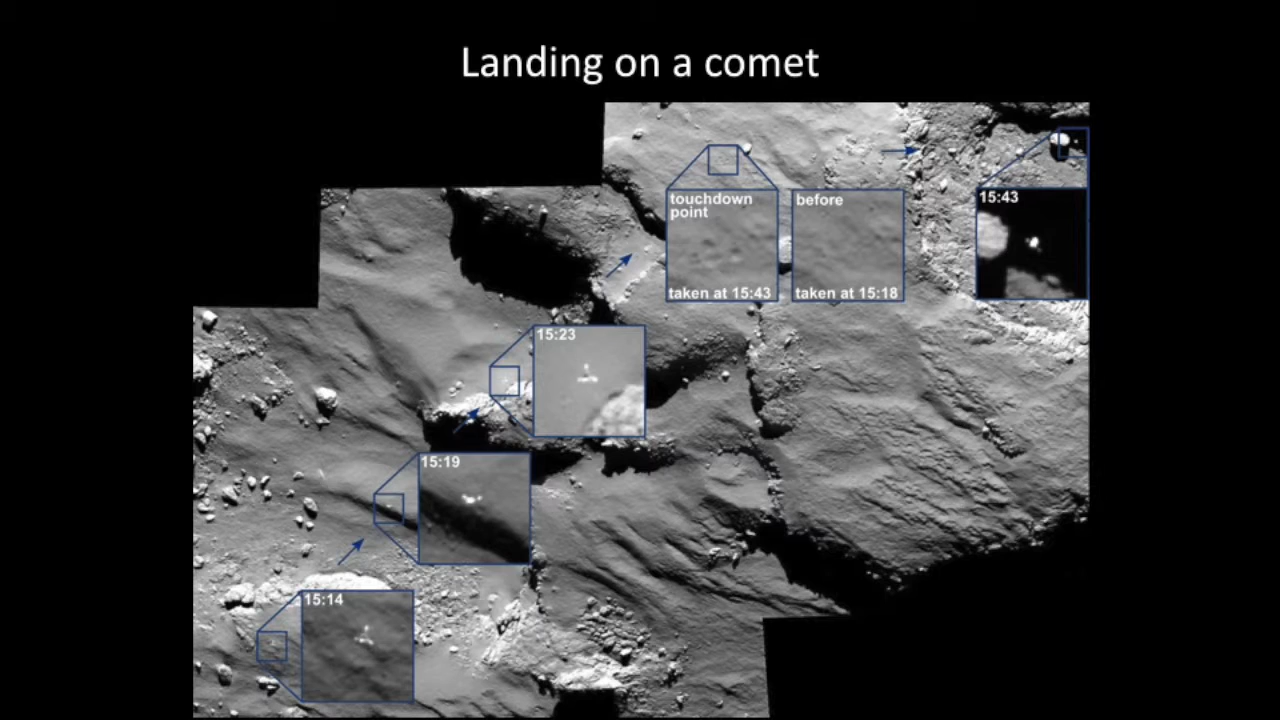 Landing on a comet
touchdown
point
taken at 15:43
before
taken at 15:18
15:43
15:23
15:19
15:14